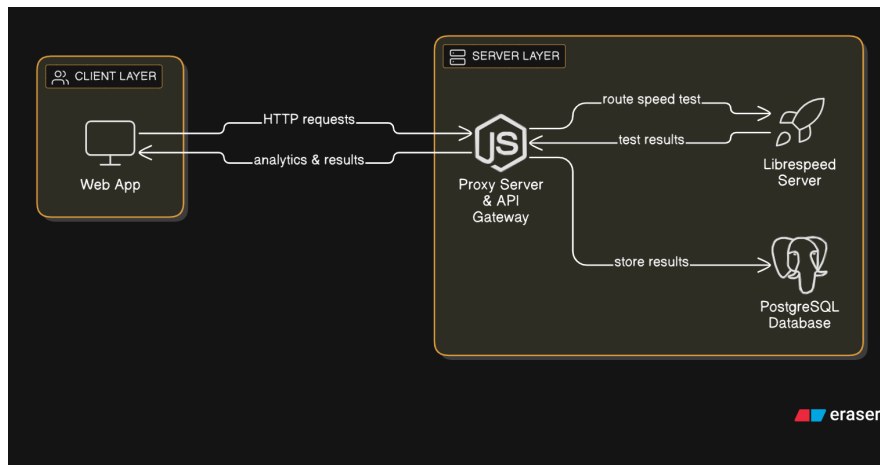 CLIENT LAYER
Web App
HTTP requests
analytics & results
SERVER LAYER
JS
Proxy Server
& API
Gateway
route speed test
test results
Librespeed
Server
store results
PostgreSQL
Database
eraser